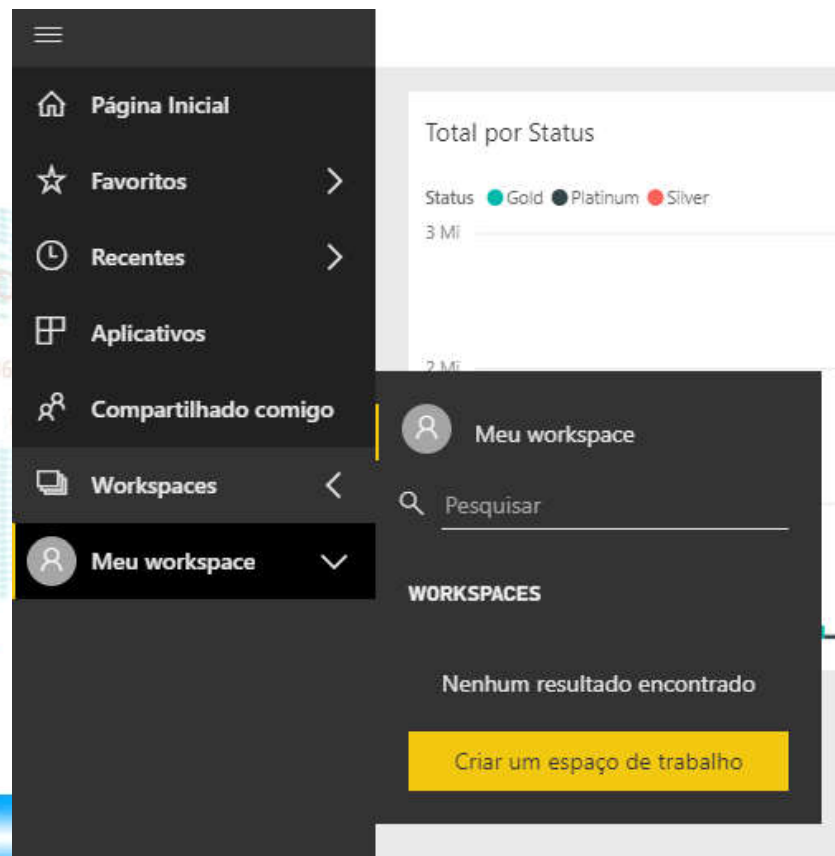 Página Inicial
Favoritos
Recentes
Aplicativos
Compartilhado comigo
Workspaces
Meu workspace
Total por Status
Status Gold Platinum Silver
3 Mi
2 Mi
Meu workspace
Pesquisar
WORKSPACES
Nenhum resultado encontrado
Criar um espaço de trabalho